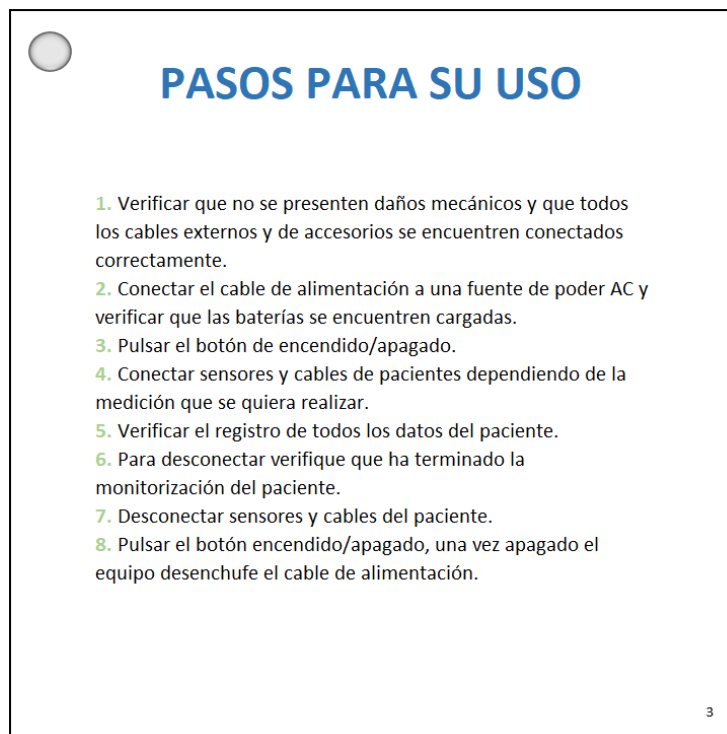 PASOS PARA SU USO
1. Verificar que no se presenten daños mecánicos y que todos
los cables externos y de accesorios se encuentren conectados
correctamente.
2. Conectar el cable de alimentación a una fuente de poder AC y
verificar que las baterías se encuentren cargadas.
3. Pulsar el botón de encendido/apagado.
4. Conectar sensores y cables de pacientes dependiendo de la
medición que se quiera realizar.
5. Verificar el registro de todos los datos del paciente.
6. Para desconectar verifique que ha terminado la
monitorización del paciente.
7. Desconectar sensores y cables del paciente.
8. Pulsar el botón encendido/apagado, una vez apagado el
equipo desenchufe el cable de alimentación.
3